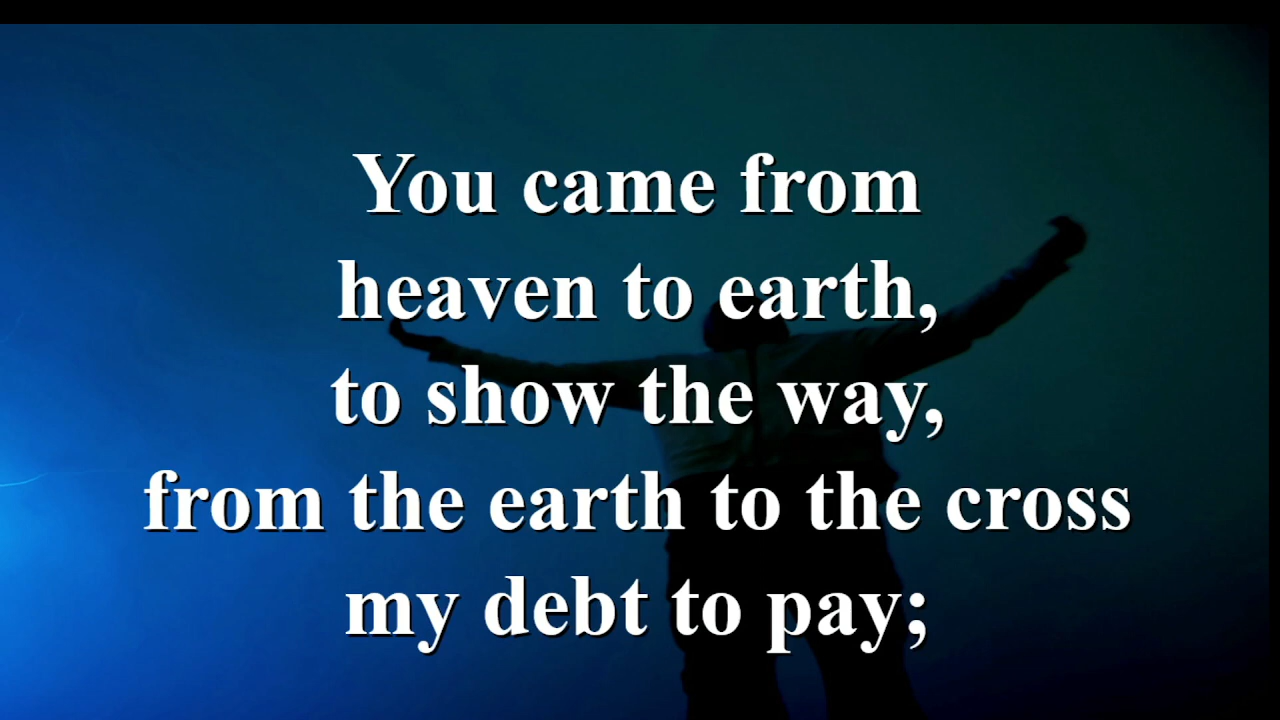 You came from
heaven to earth,
to show the way,
from the earth to the cross
my debt to pay;